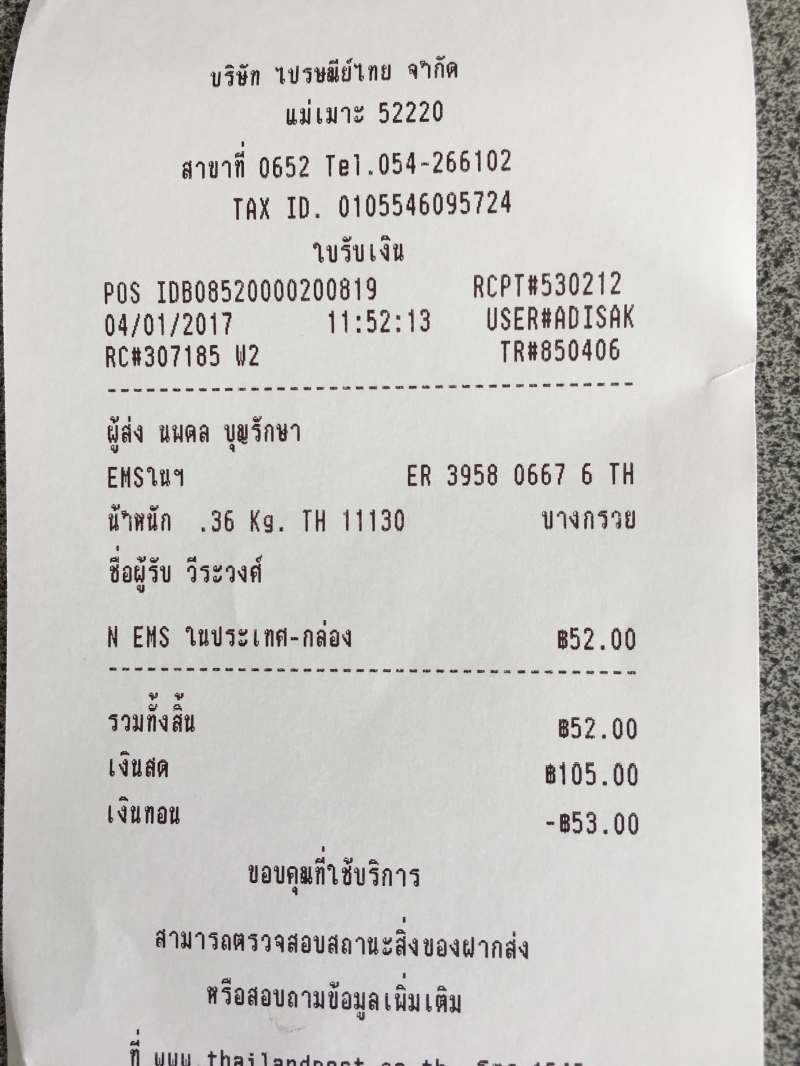 บริษัท ไปรษณีย์ไทย จำกัด
แม่เมาะ 52220
สาขาที่ 0652 Tel.054-266102
TAX ID. 0105546095724
ใบรับเงิน
POS IDB08520000200819 RCPT#530212
04/01/2017 11:52:13 USER#ADISAK
RC#307185 W2 TR#850406
ผู้ส่ง นพดล บุญรักษา
EMSในฯ ER 3958 0667 6 TH
น้ำหนัก .36 Kg. TH 11130 บางกรวย
ชื่อผู้รับ วีระวงศ์
N EMS ในประเทศ-กล่อง ฿52.00
รวมทั้งสิ้น ฿52.00
เงินสด ฿105.00
เงินทอน -฿53.00
ขอบคุณที่ใช้บริการ
สามารถตรวจสอบสถานะสิ่งของฝากส่ง
หรือสอบถามข้อมูลเพิ่มเติม
ที่ www.thailandpost.co.th